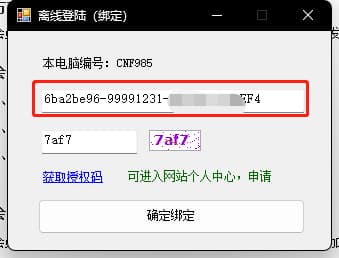 离线登陆（绑定）
本电脑编号：CNF985
6ba2be96-99991231-EF4
7af7
7af7
获取授权码
可进入网站个人中心，申请
确定绑定